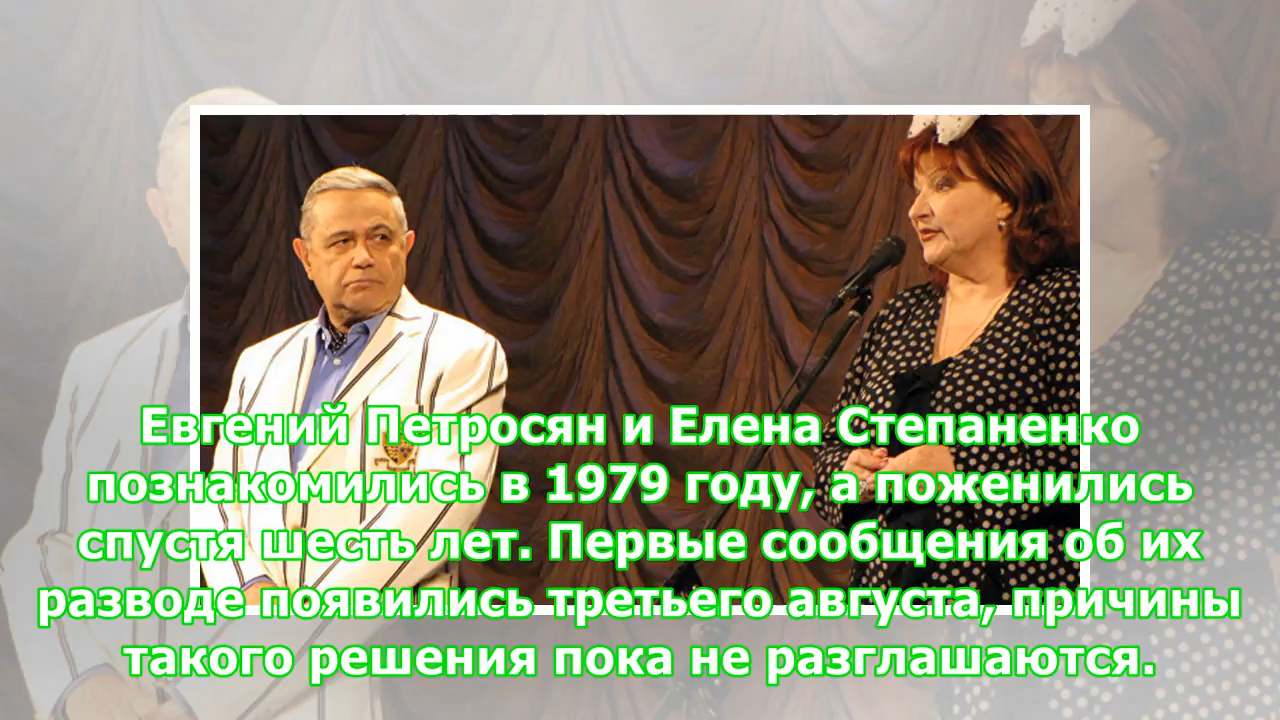 Евгений Петросян и Елена Степаненко
познакомились в 1979 году, а поженились
спустя шесть лет. Первые сообщения об их
разводе появились третьего августа, причины
такого решения пока не разглашаются.